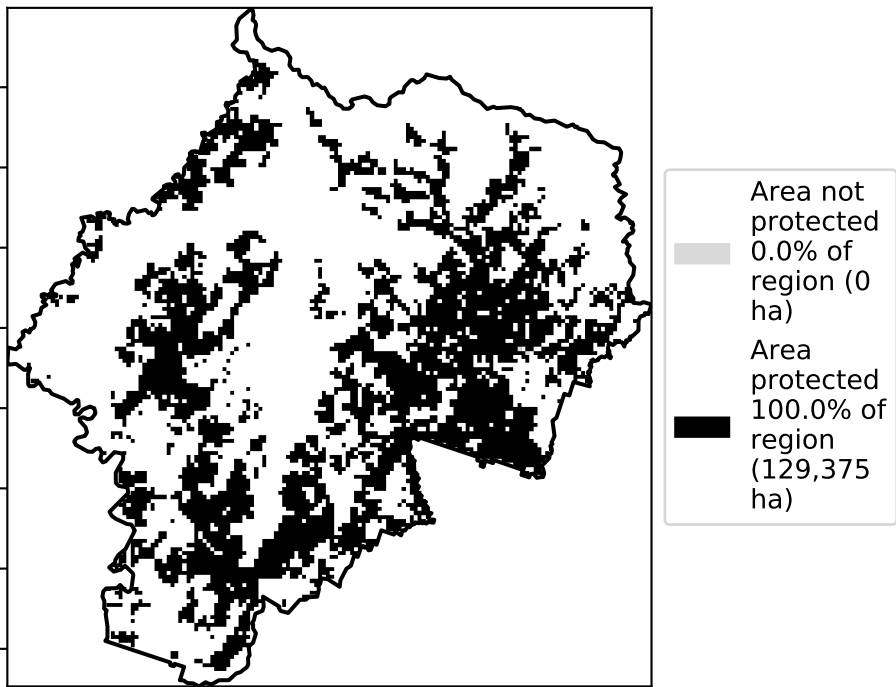 Area not
protected
0.0% of
region (0
ha)
Area
protected
100.0% of
region
(129,375
ha)